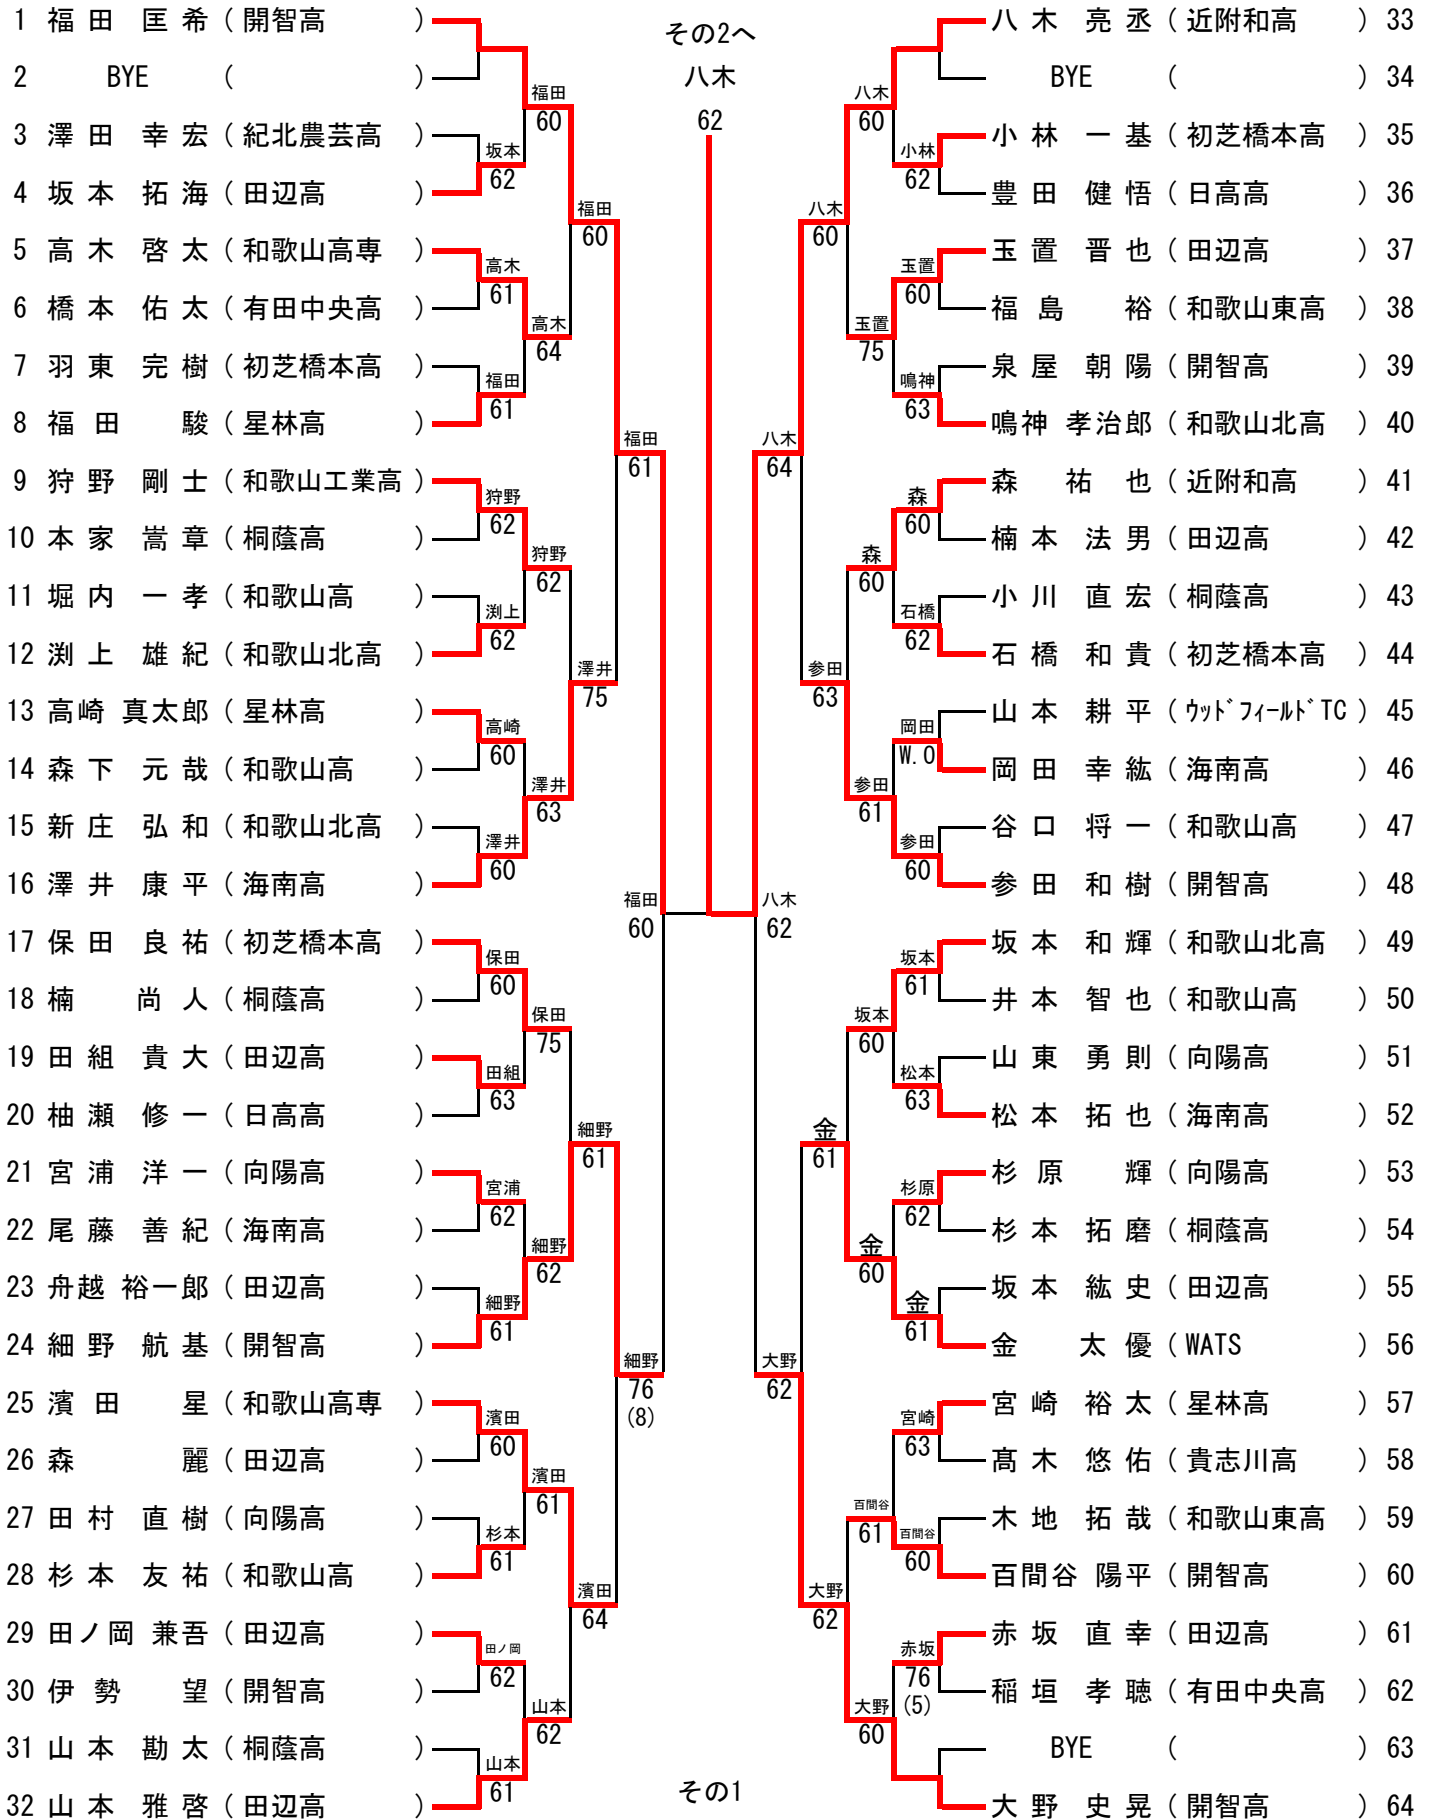 1 福田 匡希 (開智高)
2 BYE ( )
3 澤田 幸宏 (紀北農芸高)
4 坂本 拓海 (田辺高)
5 高木 啓太 (和歌山高専)
6 橋本 佑太 (有田中央高)
7 羽東 完樹 (初芝橋本高)
8 福田 駿 (星林高)
9 狩野 剛士 (和歌山工業高)
10 本家 嵩章 (桐蔭高)
11 堀内 一孝 (和歌山高)
12 渕上 雄紀 (和歌山北高)
13 高崎 真太郎 (星林高)
14 森下 元哉 (和歌山高)
15 新庄 弘和 (和歌山北高)
16 澤井 康平 (海南高)
17 保田 良祐 (初芝橋本高)
18 楠 尚人 (桐蔭高)
19 田組 貴大 (田辺高)
20 柚瀬 修一 (日高高)
21 宮浦 洋一 (向陽高)
22 尾藤 善紀 (海南高)
23 舟越 裕一郎 (田辺高)
24 細野 航基 (開智高)
25 濱田 星 (和歌山高専)
26 森 麗 (田辺高)
27 田村 直樹 (向陽高)
28 杉本 友祐 (和歌山高)
29 田ノ岡 兼吾 (田辺高)
30 伊勢 望 (開智高)
31 山本 勘太 (桐蔭高)
32 山本 雅啓 (田辺高)
坂本
62
高木
61
福田
61
狩野
62
渕上
62
高崎
60
澤井
60
保田
60
田組
63
宮浦
62
細野
61
濱田
60
杉本
61
田ノ岡
62
山本
61
福田
60
高木
64
狩野
62
澤井
63
保田
75
細野
62
濱田
61
山本
62
福田
60
澤井
75
細野
61
濱田
64
福田
61
細野
76
(8)
福田
60
その2へ
八木
62
その1
八木
62
八木
64
大野
62
八木
60
参田
63
金
61
大野
62
八木
60
玉置
75
森
60
参田
61
坂本
60
金
60
百間谷
61
大野
60
小林
62
玉置
60
鳴神
63
森
60
石橋
62
岡田
W.O
参田
60
坂本
61
松本
63
杉原
62
金
61
宮崎
63
百間谷
60
赤坂
76
(5)
八木 亮丞 (近附和高) 33
BYE ( ) 34
小林 一基 (初芝橋本高) 35
豊田 健悟 (日高高) 36
玉置 晋也 (田辺高) 37
福島 裕 (和歌山東高) 38
泉屋 朝陽 (開智高) 39
鳴神 孝治郎 (和歌山北高) 40
森 祐也 (近附和高) 41
楠本 法男 (田辺高) 42
小川 直宏 (桐蔭高) 43
石橋 和貴 (初芝橋本高) 44
山本 耕平 (ウッドフィールドTC) 45
岡田 幸紘 (海南高) 46
谷口 将一 (和歌山高) 47
参田 和樹 (開智高) 48
坂本 和輝 (和歌山北高) 49
井本 智也 (和歌山高) 50
山東 勇則 (向陽高) 51
松本 拓也 (海南高) 52
杉原 輝 (向陽高) 53
杉本 拓磨 (桐蔭高) 54
坂本 紘史 (田辺高) 55
金 太優 (WATS) 56
宮崎 裕太 (星林高) 57
髙木 悠佑 (貴志川高) 58
木地 拓哉 (和歌山東高) 59
百間谷 陽平 (開智高) 60
赤坂 直幸 (田辺高) 61
稲垣 孝聴 (有田中央高) 62
BYE ( ) 63
大野 史晃 (開智高) 64